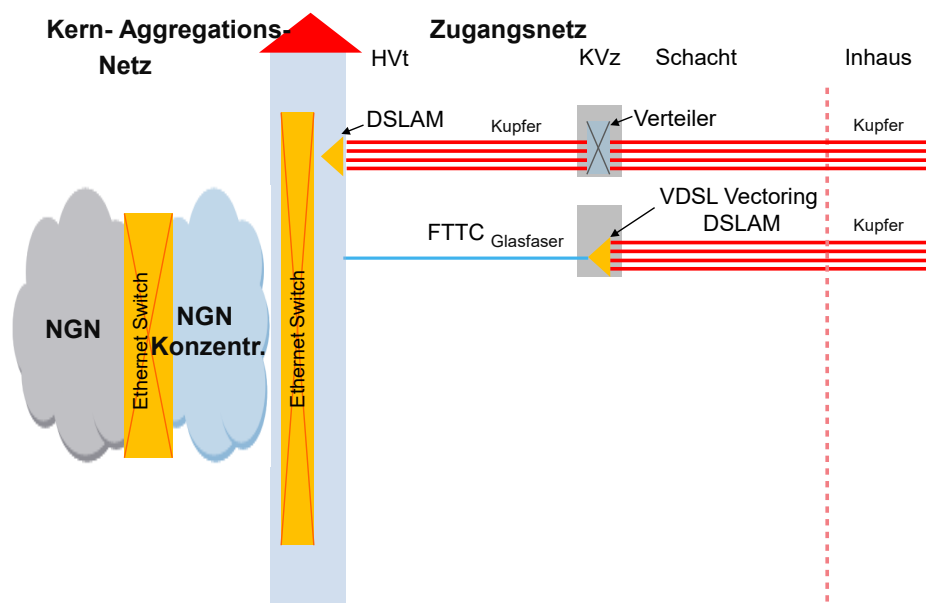 Kern- Aggregations-
Netz
Zugangsnetz
HVt
KVz
Schacht
Inhaus
DSLAM
Kupfer
Verteiler
Kupfer
VDSL Vectoring
DSLAM
FTTC Glasfaser
Kupfer
NGN
Ethernet Switch
NGN
Konzentr.
Ethernet Switch